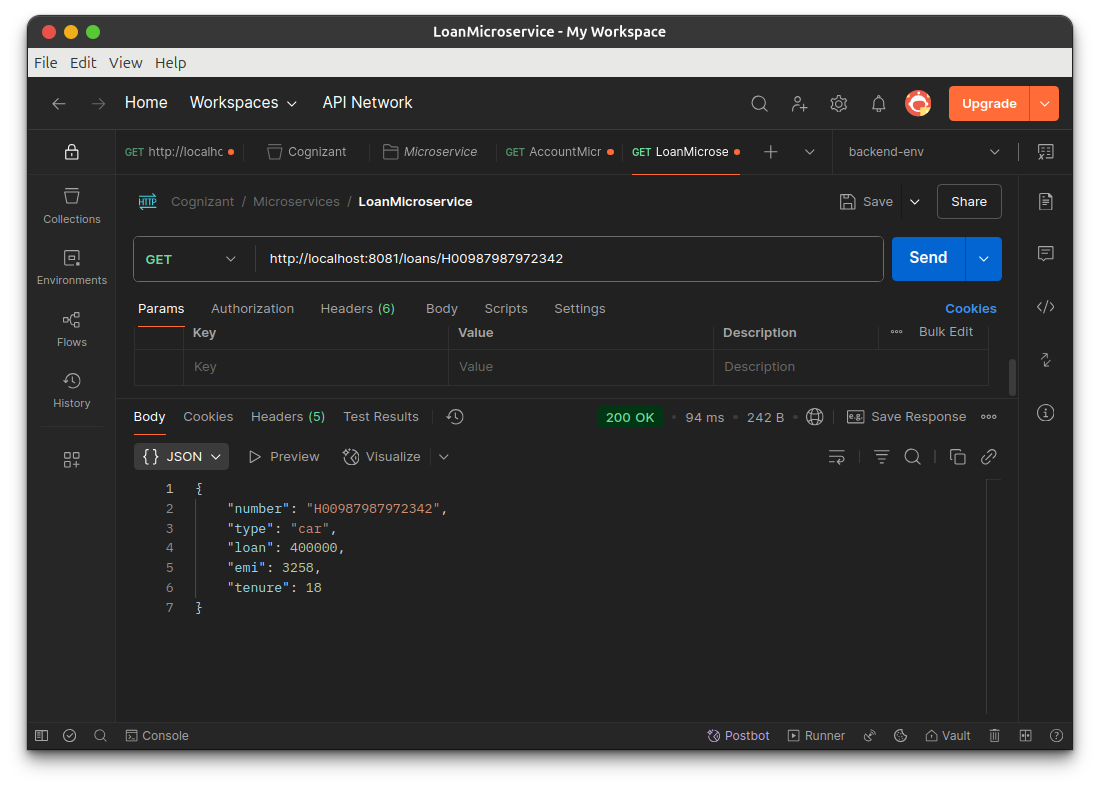 LoanMicroservice - My Workspace
File Edit View Help
Home Workspaces API Network Upgrade
GET http://localhc Cognizant Microservice GET AccountMicr GET LoanMicrose backend-env
Collections
Environments
Flows
History
HTTP Cognizant / Microservices / LoanMicroservice Save Share
GET http://localhost:8081/loans/H00987987972342 Send
Params Authorization Headers (6) Body Scripts Settings Cookies
Key Value Description Bulk Edit
Key Value Description
Body Cookies Headers (5) Test Results 200 OK • 94 ms • 242 B • e.g. Save Response
{} JSON Preview Visualize
1 {
2 "number": "H00987987972342",
3 "type": "car",
4 "loan": 400000,
5 "emi": 3258,
6 "tenure": 18
7 }
Console Postbot Runner Vault